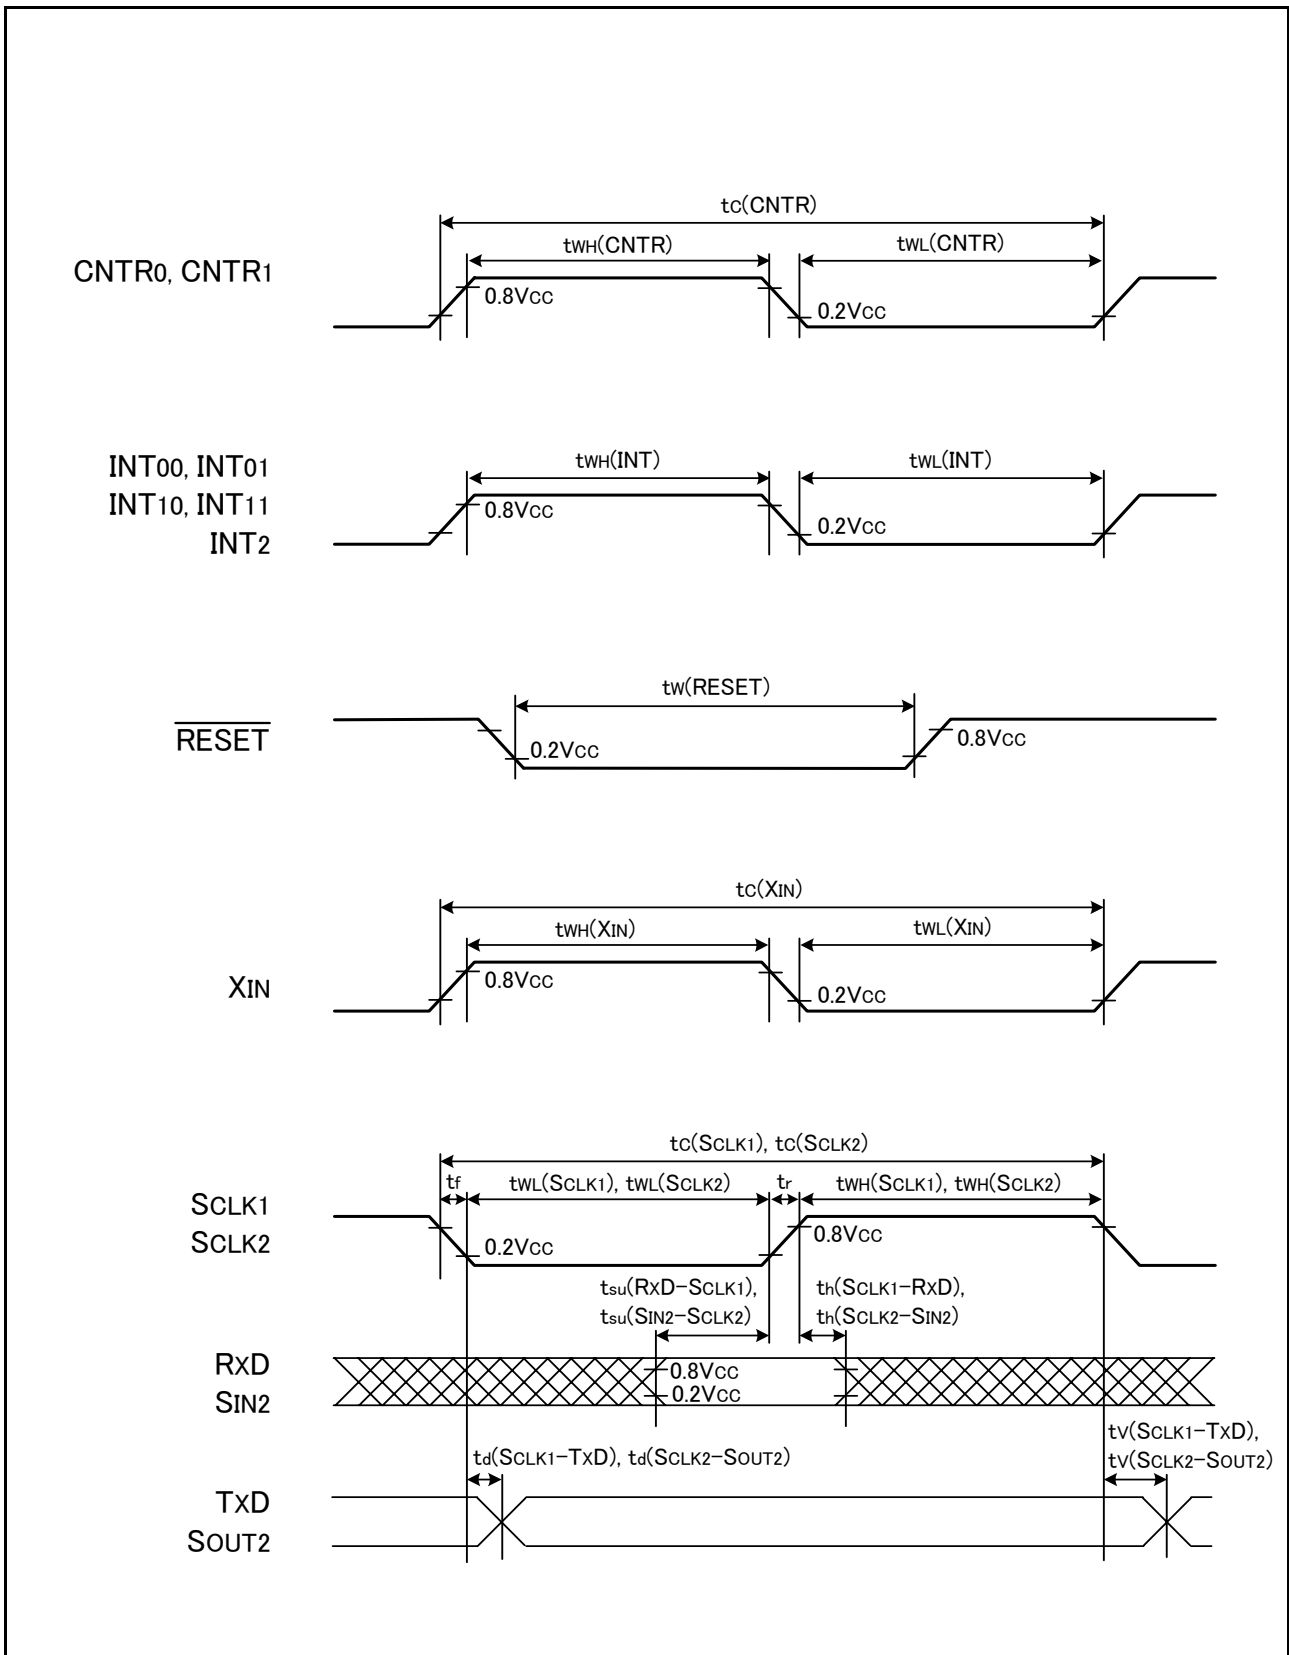 tC(CNTR)
tWH(CNTR) tWL(CNTR)
CNTR0, CNTR1
0.8VCC
0.2VCC
INT00, INT01
INT10, INT11
INT2
tWH(INT) tWL(INT)
0.8VCC
0.2VCC
tW(RESET)
RESET
0.2VCC
0.8VCC
tC(XIN)
tWH(XIN) tWL(XIN)
XIN
0.8VCC
0.2VCC
tC(SCLK1), tC(SCLK2)
tf tWL(SCLK1), tWL(SCLK2) tr tWH(SCLK1), tWH(SCLK2)
SCLK1
SCLK2
0.2VCC
0.8VCC
tsu(RXD-SCLK1),
tsu(SIN2-SCLK2)
th(SCLK1-RXD),
th(SCLK2-SIN2)
RXD
SIN2
0.8VCC
0.2VCC
td(SCLK1-TXD), td(SCLK2-SOUT2)
tV(SCLK1-TXD),
tV(SCLK2-SOUT2)
TXD
SOUT2